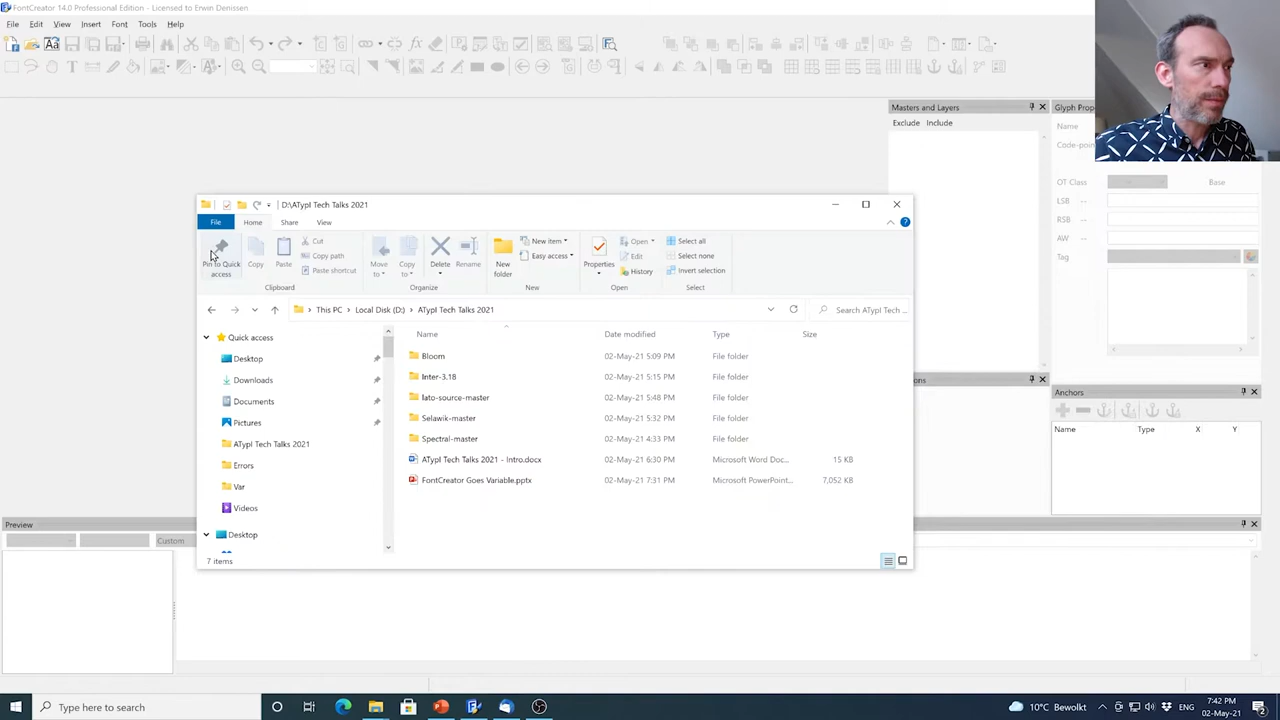 FontCreator 14.0 Professional Edition - Licensed to Erwin Denissen
File Edit View Insert Font Tools Help
Masters and Layers
Glyph Prop
Exclude Include
Name
Code-poin
OT Class
Base
LSB --
RSB --
AW --
Tag
D:\ATypI Tech Talks 2021
File Home Share View
Pin to Quick access
Copy
Paste
Cut
Copy path
Paste shortcut
Move to
Copy to
Delete
Rename
New folder
New item
Easy access
Properties
Open
Edit
History
Select all
Select none
Invert selection
Clipboard
Organize
New
Open
Select
This PC > Local Disk (D:) > ATypI Tech Talks 2021
Search ATypI Tech ...
Quick access
Desktop
Downloads
Documents
Pictures
ATypI Tech Talks 2021
Errors
Var
Videos
Desktop
Name Date modified Type Size
Bloom 02-May-21 5:09 PM File folder
Inter-3.18 02-May-21 5:15 PM File folder
lato-source-master 02-May-21 5:48 PM File folder
Selawik-master 02-May-21 5:32 PM File folder
Spectral-master 02-May-21 4:33 PM File folder
ATypI Tech Talks 2021 - Intro.docx 02-May-21 6:30 PM Microsoft Word Doc... 15 KB
FontCreator Goes Variable.pptx 02-May-21 7:31 PM Microsoft PowerPoint... 7,052 KB
7 items
ons
Anchors
Name Type X Y
Preview
Custom
Type here to search
10°C Bewolkt
ENG
7:42 PM
02-May-21
2